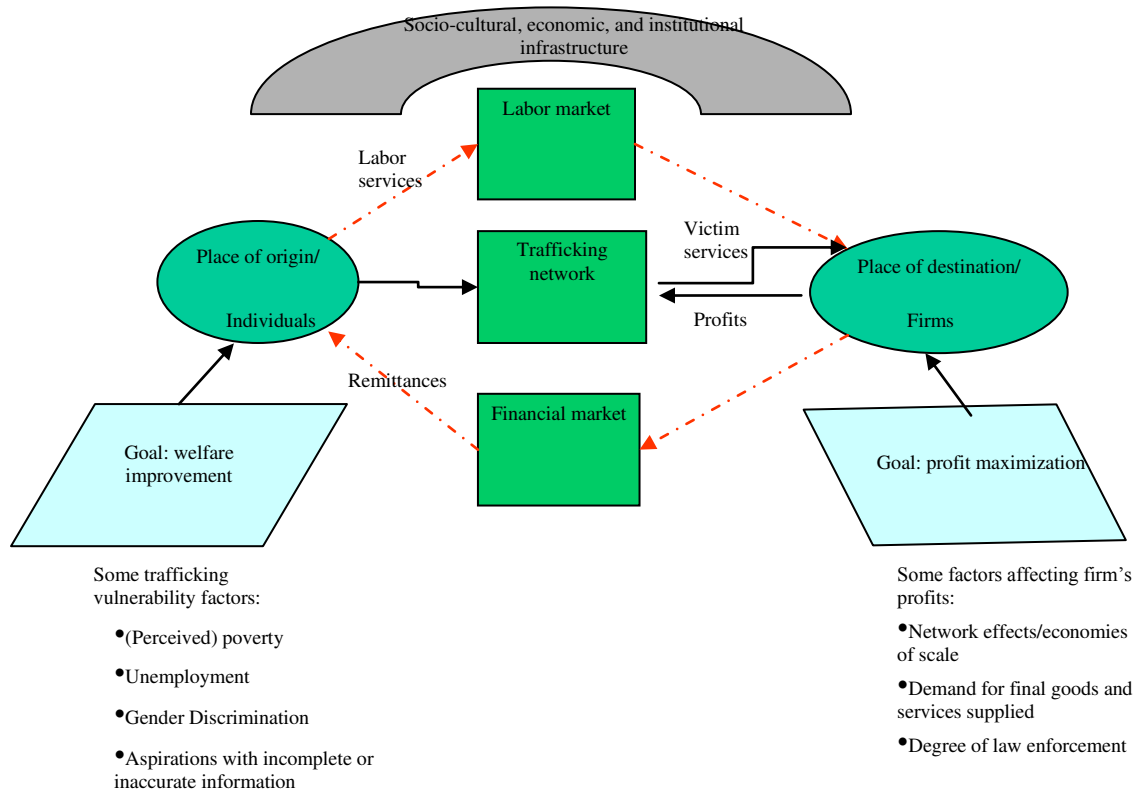 Socio-cultural, economic, and institutional
infrastructure
Labor market
Labor
services
Victim
services
Place of origin/
Individuals
Trafficking
network
Place of destination/
Firms
Profits
Remittances
Financial market
Goal: welfare
improvement
Goal: profit maximization
Some trafficking
vulnerability factors:
•(Perceived) poverty
•Unemployment
•Gender Discrimination
•Aspirations with incomplete or
inaccurate information
Some factors affecting firm’s
profits:
•Network effects/economies
of scale
•Demand for final goods and
services supplied
•Degree of law enforcement